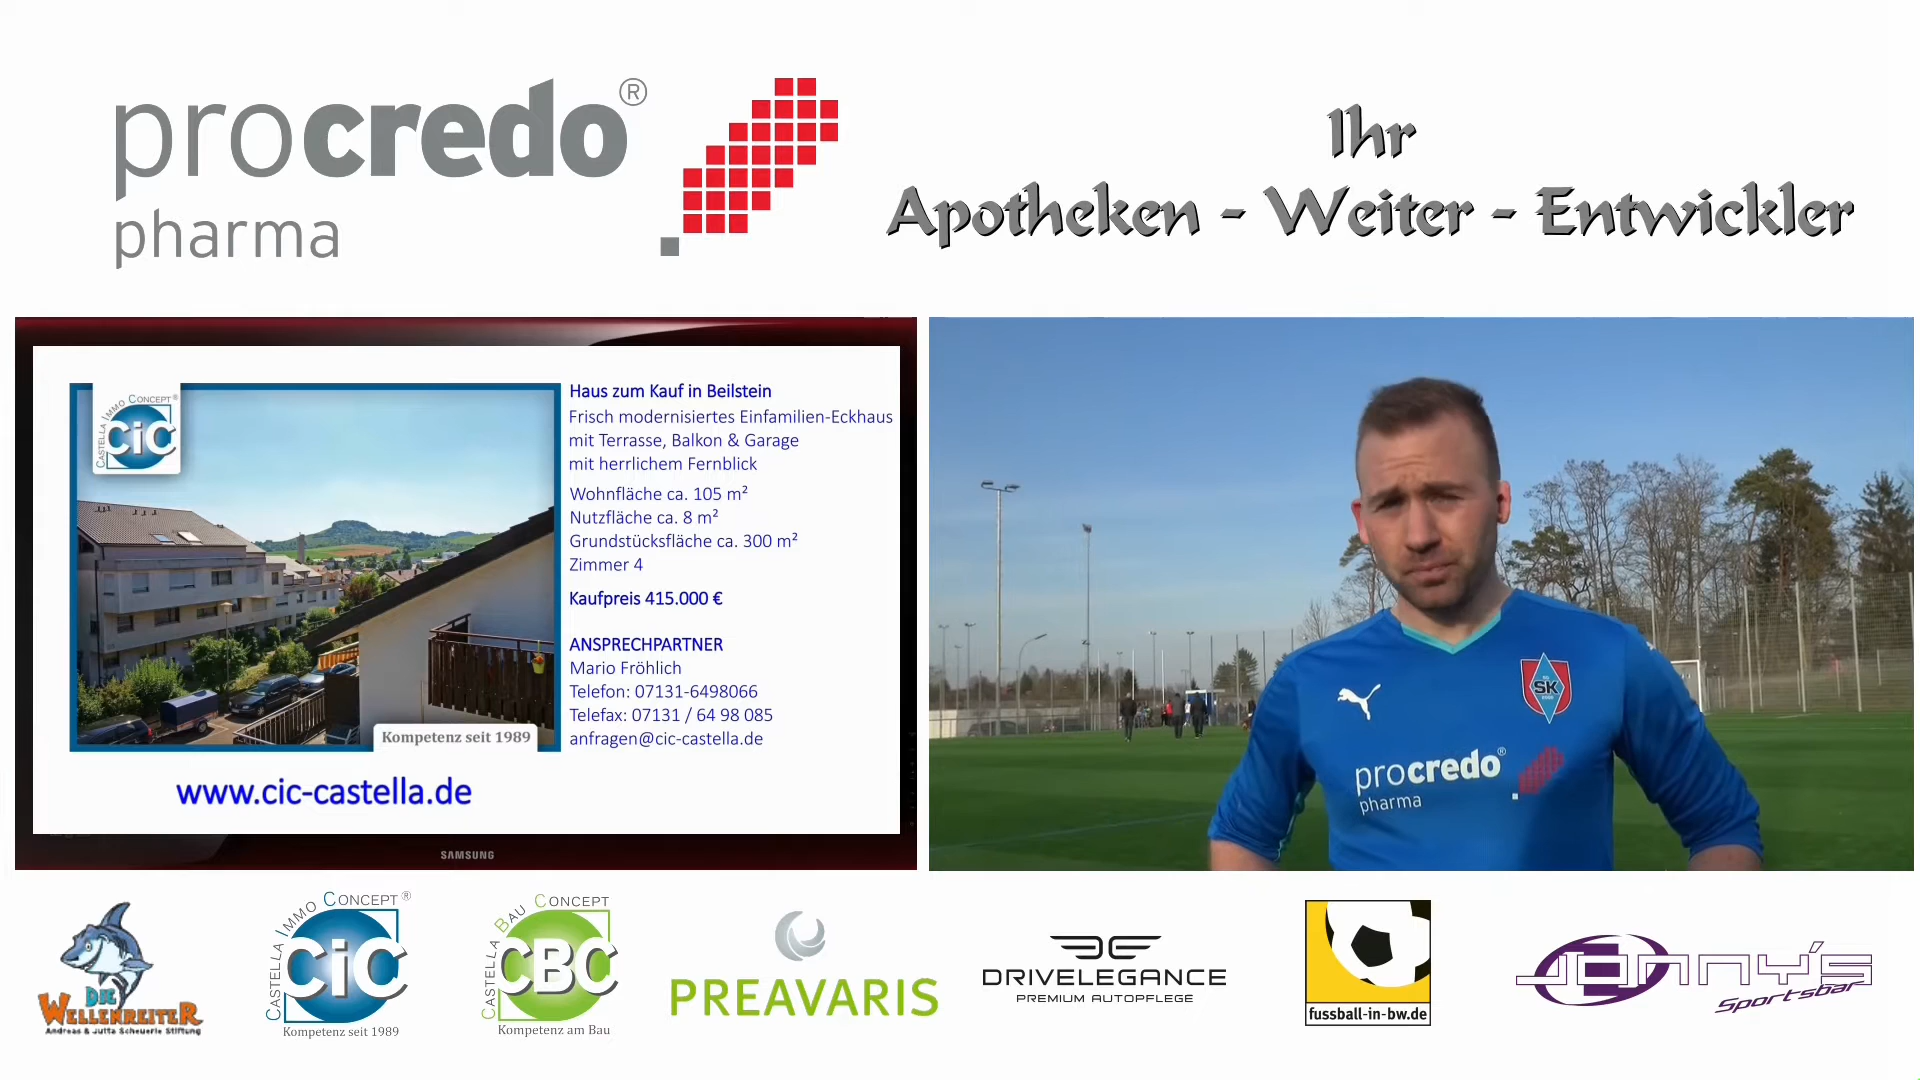 procredo®
pharma
Ihr
Apotheken - Weiter - Entwickler
CASTELLA IMMO CONCEPT®
CiC
Kompetenz seit 1989
www.cic-castella.de
Haus zum Kauf in Beilstein
Frisch modernisiertes Einfamilien-Eckhaus
mit Terrasse, Balkon & Garage
mit herrlichem Fernblick
Wohnfläche ca. 105 m²
Nutzfläche ca. 8 m²
Grundstücksfläche ca. 300 m²
Zimmer 4
Kaufpreis 415.000 €
ANSPRECHPARTNER
Mario Fröhlich
Telefon: 07131-6498066
Telefax: 07131 / 64 98 085
anfragen@cic-castella.de
SAMSUNG
SK
procredo®
pharma
DIE
WELLENREITER
Andreas & Jutta Scheuerle Stiftung
CASTELLA IMMO CONCEPT®
CiC
Kompetenz seit 1989
CASTELLA BAU CONCEPT
CBC
Kompetenz am Bau
PREAVARIS
DRIVELEGANCE
PREMIUM AUTOPFLEGE
fussball-in-bw.de
JONNY'S
Sportsbar